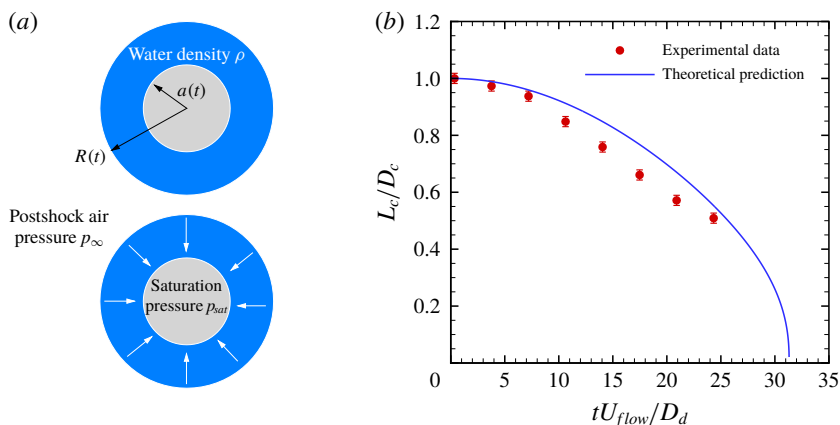 (a)
Water density ρ
a(t)
R(t)
Postshock air
pressure p∞
Saturation
pressure psat
(b)
1.2
1.0
0.8
0.6
0.4
0.2
0
5
10
15
20
25
30
35
Lc/Dc
tUflow/Dd
Experimental data
Theoretical prediction